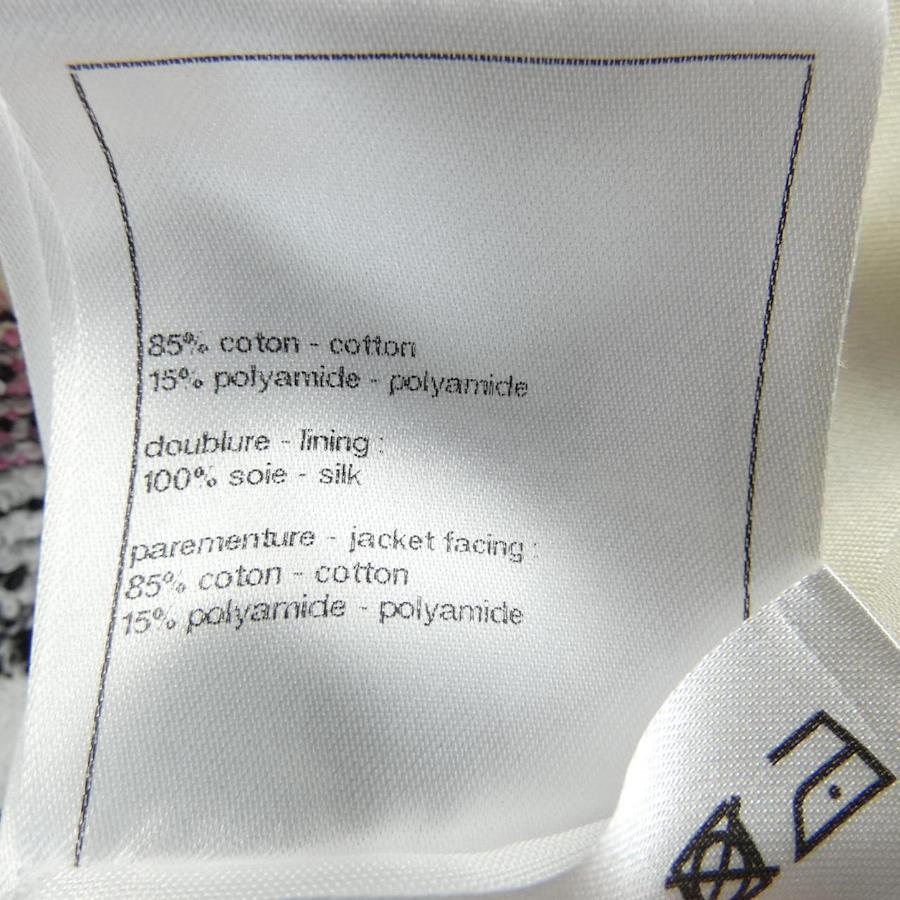 85% coton - cotton
15% polyamide - polyamide
doublure - lining :
100% soie - silk
parementure - jacket facing :
85% coton - cotton
15% polyamide - polyamide